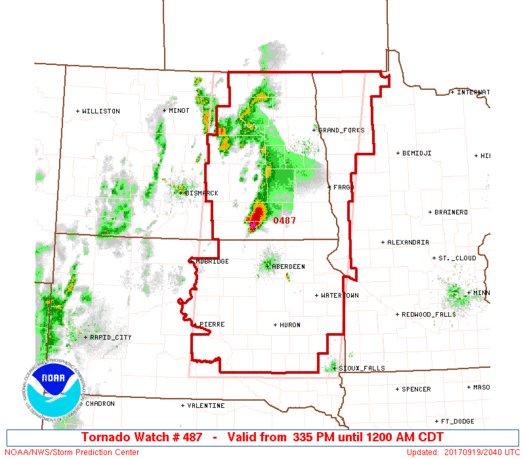 INTERNAT
WILLISTON
MINOT
GRAND_FORKS
BEMIDJI
HI
BISMARCK
FARGO
BRAINERD
0487
ALEXANDRIA
MOBRIDGE
ABERDEEN
ST._CLOUD
WATERTOWN
MINN
REDWOOD_FALLS
PIERRE
HURON
RAPID_CITY
SIOUX_FALLS
NOAA
SPENCER
MASO
CHADRON
VALENTINE
FT_DODGE
Tornado Watch # 487 - Valid from 335 PM until 1200 AM CDT
NOAA/NWS/Storm Prediction Center
Updated: 20170919/2040 UTC